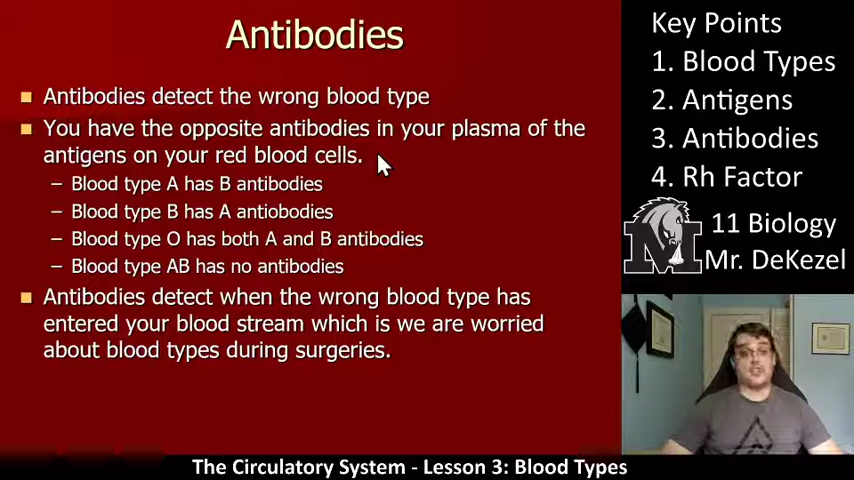 Antibodies
Antibodies detect the wrong blood type
You have the opposite antibodies in your plasma of the
antigens on your red blood cells.
– Blood type A has B antibodies
– Blood type B has A antiobodies
– Blood type O has both A and B antibodies
– Blood type AB has no antibodies
Antibodies detect when the wrong blood type has
entered your blood stream which is we are worried
about blood types during surgeries.
Key Points
1. Blood Types
2. Antigens
3. Antibodies
4. Rh Factor
M
11 Biology
Mr. DeKezel
The Circulatory System - Lesson 3: Blood Types